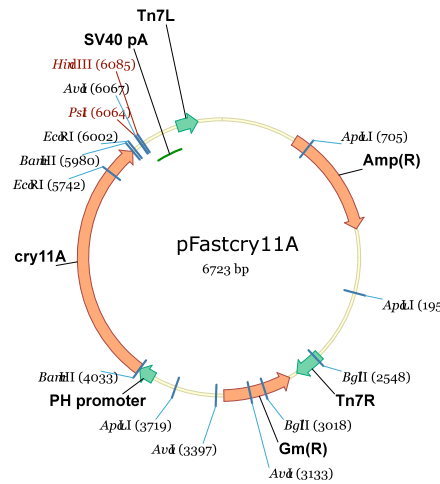 Tn7L
SV40 pA
HindIII (6085)
AvaI (6067)
PstI (6064)
EcoRI (6002)
BamHI (5980)
EcoRI (5742)
ApaLI (705)
Amp(R)
pFastcry11A
6723 bp
cry11A
ApaLI (195
BamHI (4033)
PH promoter
ApaLI (3719)
AvaI (3397)
BglII (2548)
Tn7R
BglII (3018)
Gm(R)
AvaI (3133)